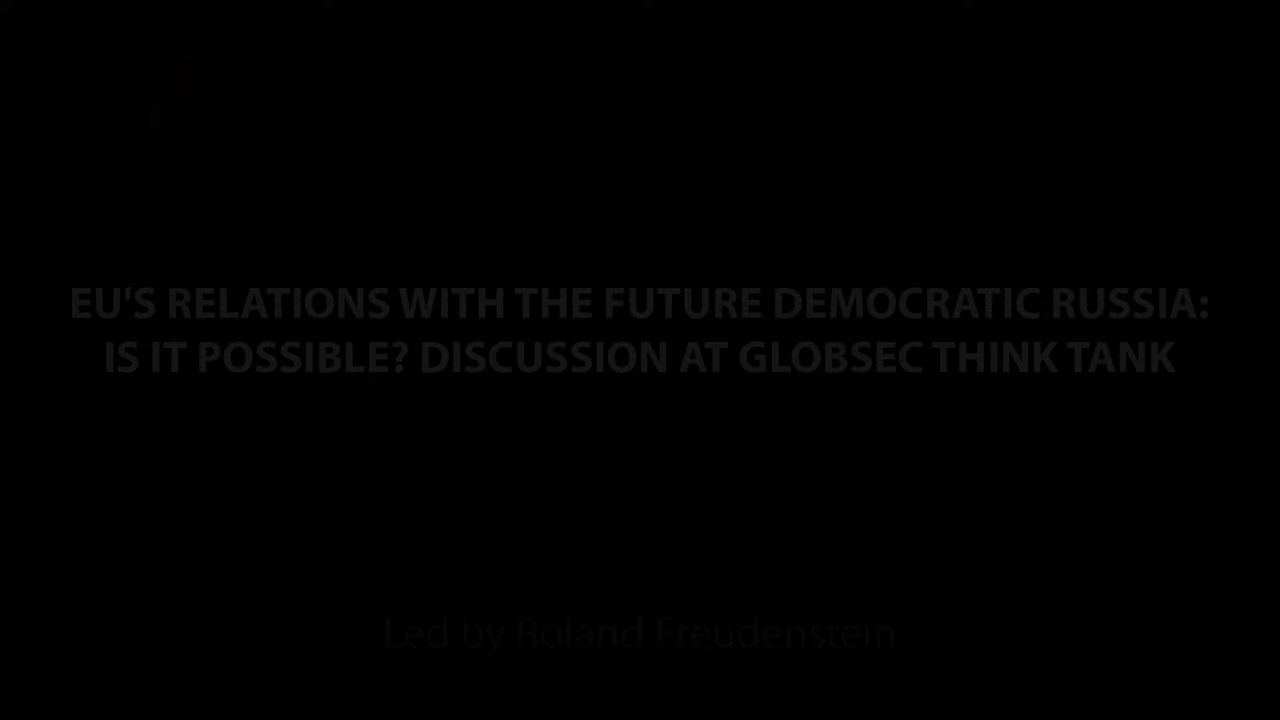 EU'S RELATIONS WITH THE FUTURE DEMOCRATIC RUSSIA:
IS IT POSSIBLE? DISCUSSION AT GLOBSEC THINK TANK
Led by Roland Freudenstein